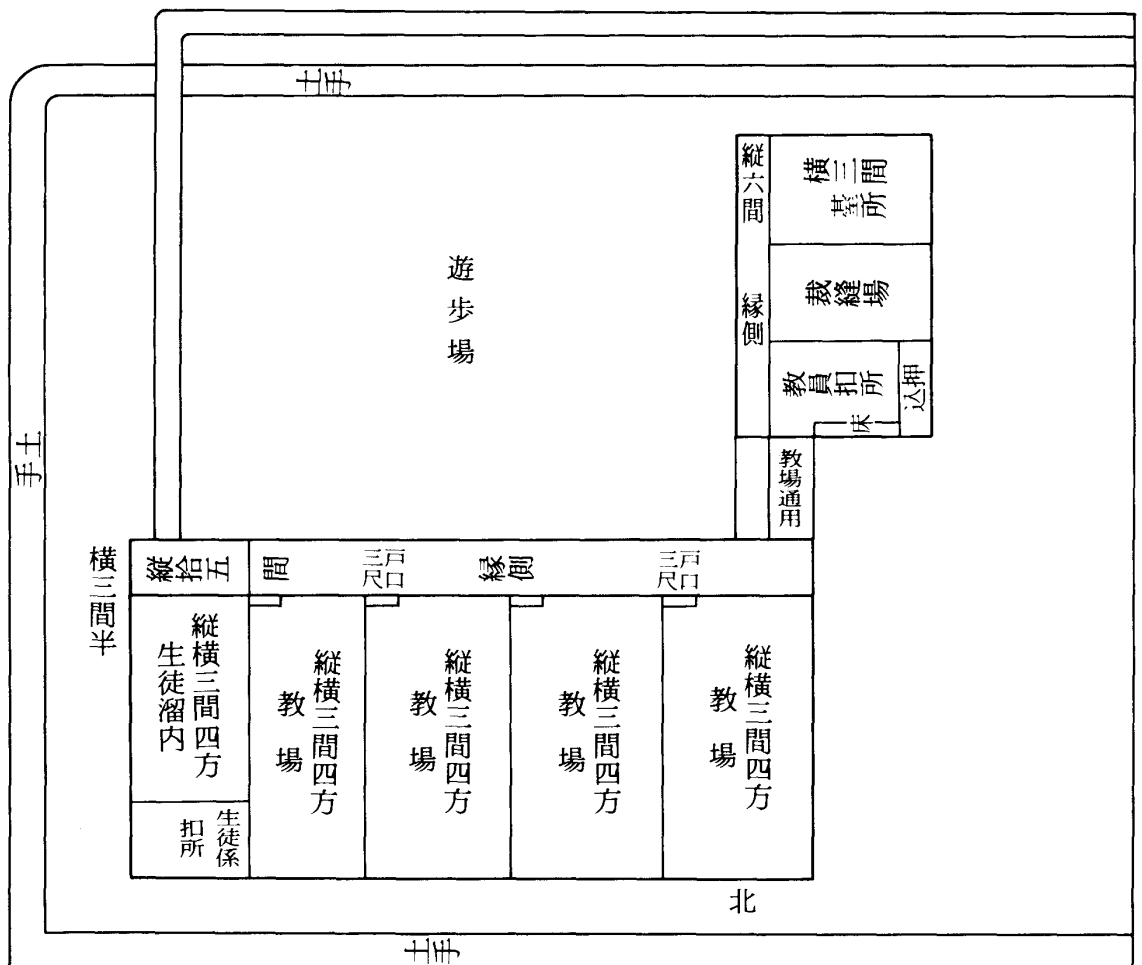 土手
縦六間
縁側
横三間
台所
裁縫場
教員扣所
押込
床
教場通用
遊歩場
土手
横三間半
縦拾五間
戸口三尺
縁側
戸口三尺
縦横三間四方
生徒溜内
生徒係
扣所
縦横三間四方
教場
縦横三間四方
教場
縦横三間四方
教場
縦横三間四方
教場
北
土手